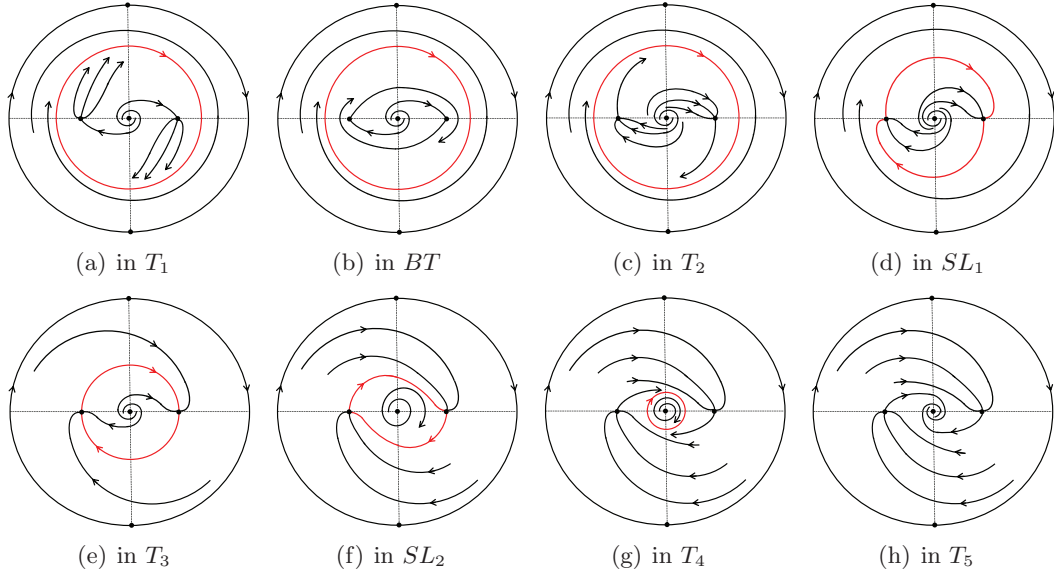 (a) in T₁ (b) in BT (c) in T₂ (d) in SL₁
(e) in T₃ (f) in SL₂ (g) in T₄ (h) in T₅